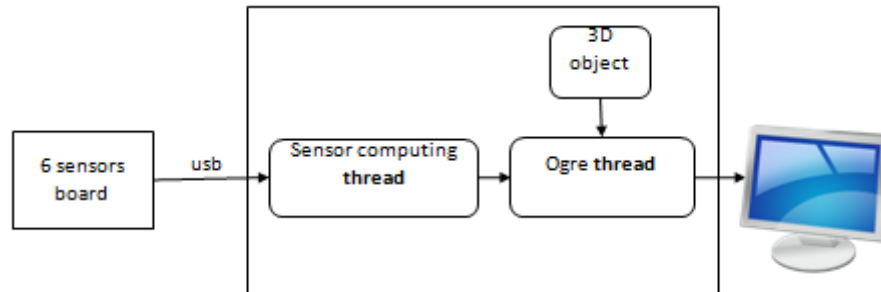 3D
object
6 sensors
board
usb
Sensor computing
thread
Ogre thread